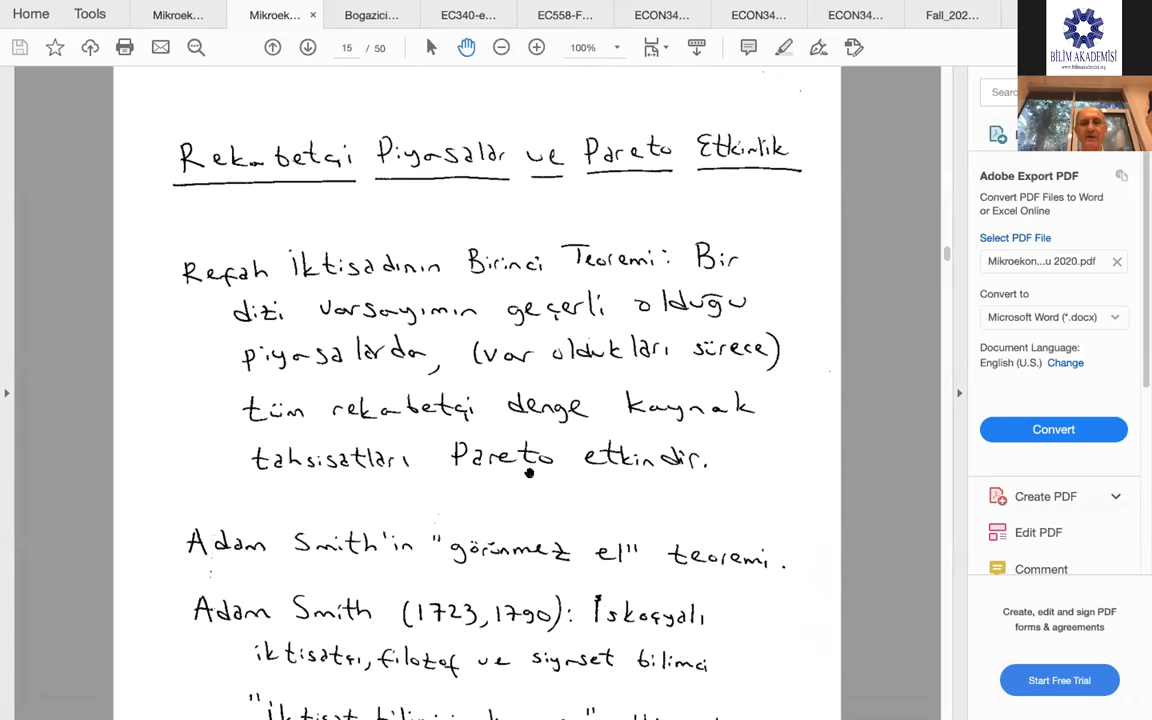 Home
Tools
Mikroek...
Mikroek...
Bogazici...
EC340-e...
EC558-F...
ECON34...
ECON34...
ECON34...
Fall_202...
BİLİM AKADEMİSİ
www.bilimakademisi.org
15 / 50
100%
Rekabetçi Piyasalar ve Pareto Etkinlik
Refah İktisadının Birinci Teoremi: Bir
dizi varsayımın geçerli olduğu
piyasalarda, (var oldukları sürece)
tüm rekabetçi denge kaynak
tahsisatları Pareto etkindir.
Adam Smith'in "görünmez el" teoremi.
Adam Smith (1723,1790): İskoçyalı
iktisatçı, filozof ve siyaset bilimci
Sear
Adobe Export PDF
Convert PDF Files to Word
or Excel Online
Select PDF File
Mikroekon...u 2020.pdf
Convert to
Microsoft Word (*.docx)
Document Language:
English (U.S.) Change
Convert
Create PDF
Edit PDF
Comment
Create, edit and sign PDF
forms & agreements
Start Free Trial